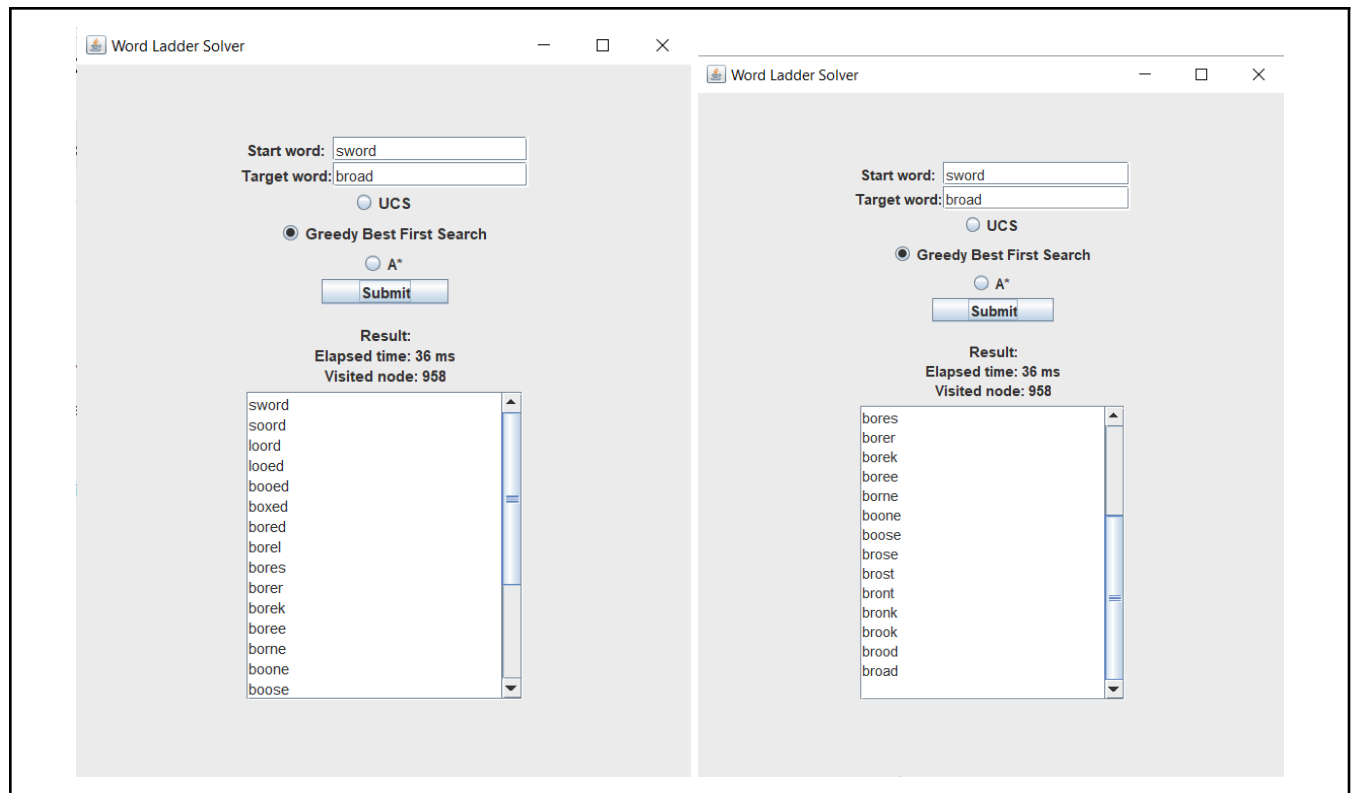 Word Ladder Solver
Start word: sword
Target word: broad
UCS
Greedy Best First Search
A*
Submit
Result:
Elapsed time: 36 ms
Visited node: 958
sword
soord
loord
looed
booed
boxed
bored
borel
bores
borer
borek
boree
borne
boone
boose
Word Ladder Solver
Start word: sword
Target word: broad
UCS
Greedy Best First Search
A*
Submit
Result:
Elapsed time: 36 ms
Visited node: 958
bores
borer
borek
boree
borne
boone
boose
brose
brost
bront
bronk
brook
brood
broad